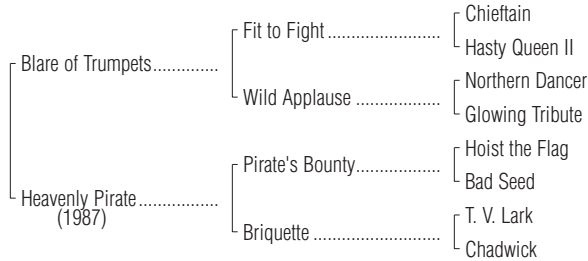 Chieftain
Fit to Fight
Hasty Queen II
Blare of Trumpets
Northern Dancer
Wild Applause
Glowing Tribute
Hoist the Flag
Pirate's Bounty
Bad Seed
Heavenly Pirate
(1987)
T. V. Lark
Briquette
Chadwick